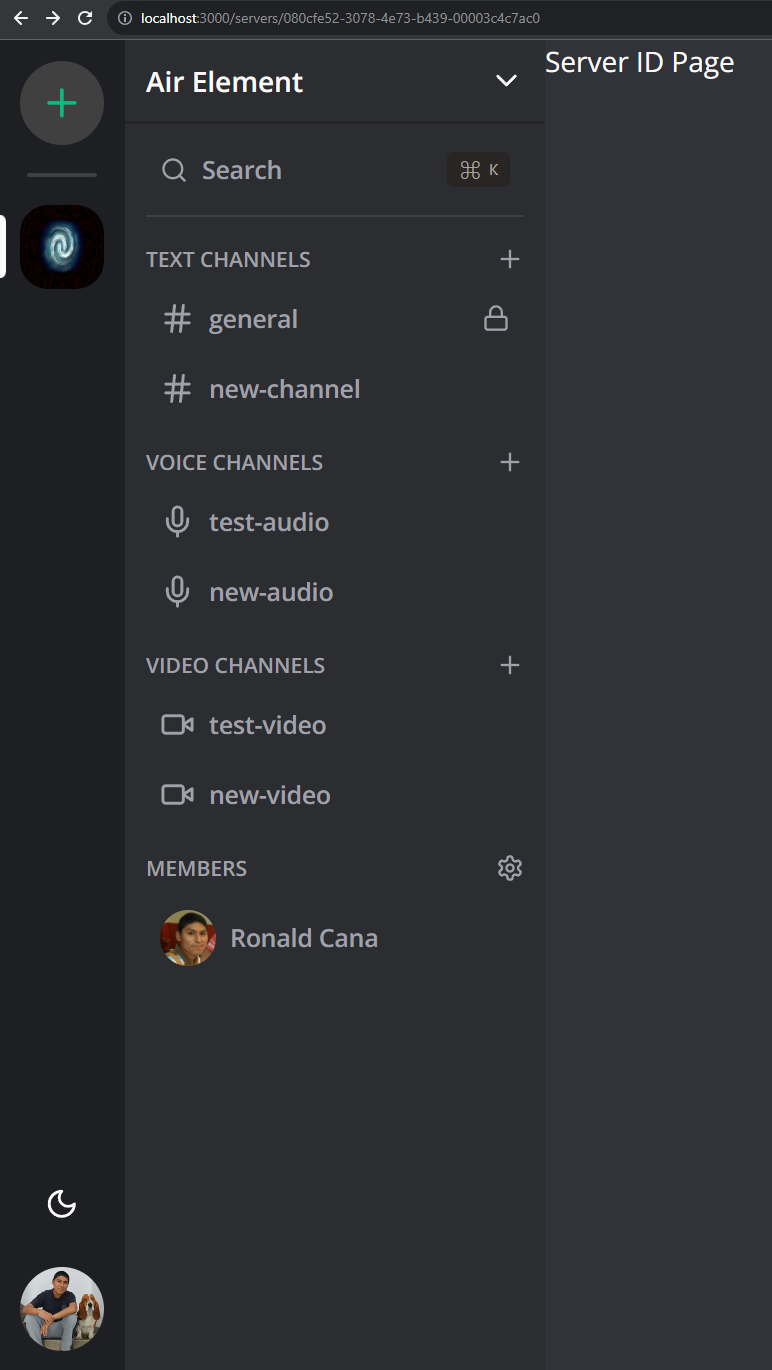 localhost:3000/servers/080cfe52-3078-4e73-b439-00003c4c7ac0
Air Element
Server ID Page
Search
⌘ K
TEXT CHANNELS
general
new-channel
VOICE CHANNELS
test-audio
new-audio
VIDEO CHANNELS
test-video
new-video
MEMBERS
Ronald Cana